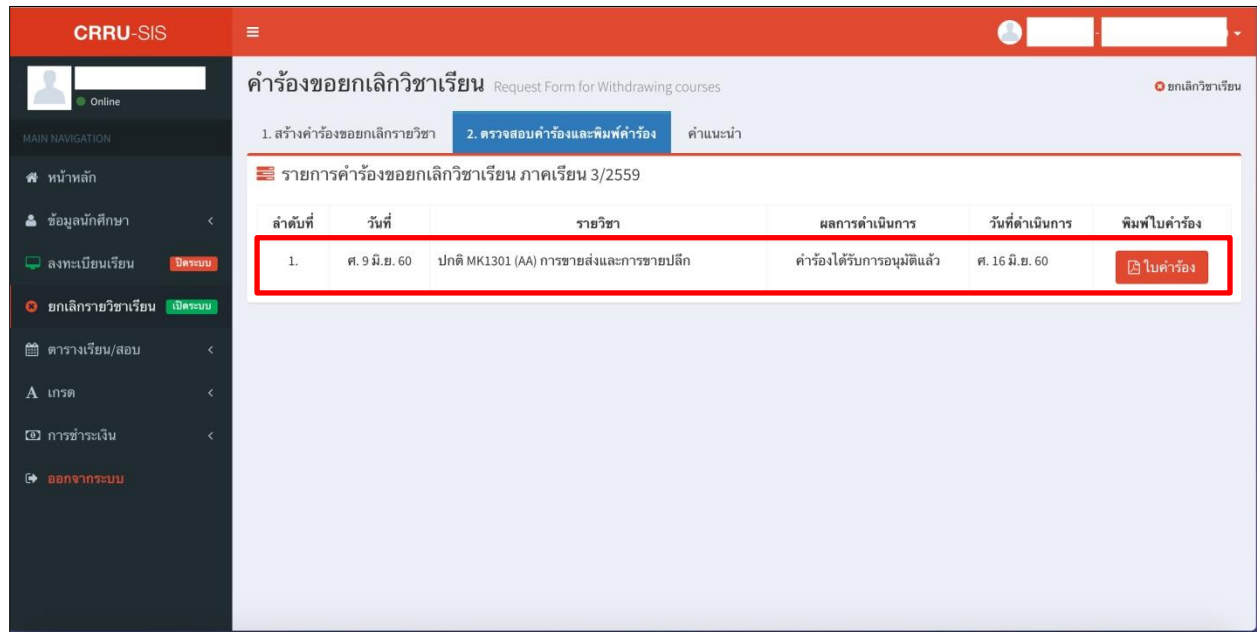 CRRU-SIS
-
Online
MAIN NAVIGATION
หน้าหลัก
ข้อมูลนักศึกษา
ลงทะเบียนเรียน ปิดระบบ
ยกเลิกรายวิชาเรียน เปิดระบบ
ตารางเรียน/สอบ
เกรด
การชำระเงิน
ออกจากระบบ
คำร้องขอยกเลิกวิชาเรียน Request Form for Withdrawing courses
ยกเลิกวิชาเรียน
1. สร้างคำร้องขอยกเลิกรายวิชา 2. ตรวจสอบคำร้องและพิมพ์คำร้อง คำแนะนำ
รายการคำร้องขอยกเลิกวิชาเรียน ภาคเรียน 3/2559
ลำดับที่ วันที่ รายวิชา ผลการดำเนินการ วันที่ดำเนินการ พิมพ์ใบคำร้อง
1. ศ. 9 มิ.ย. 60 ปกติ MK1301 (AA) การขายส่งและการขายปลีก คำร้องได้รับการอนุมัติแล้ว ศ. 16 มิ.ย. 60 ใบคำร้อง